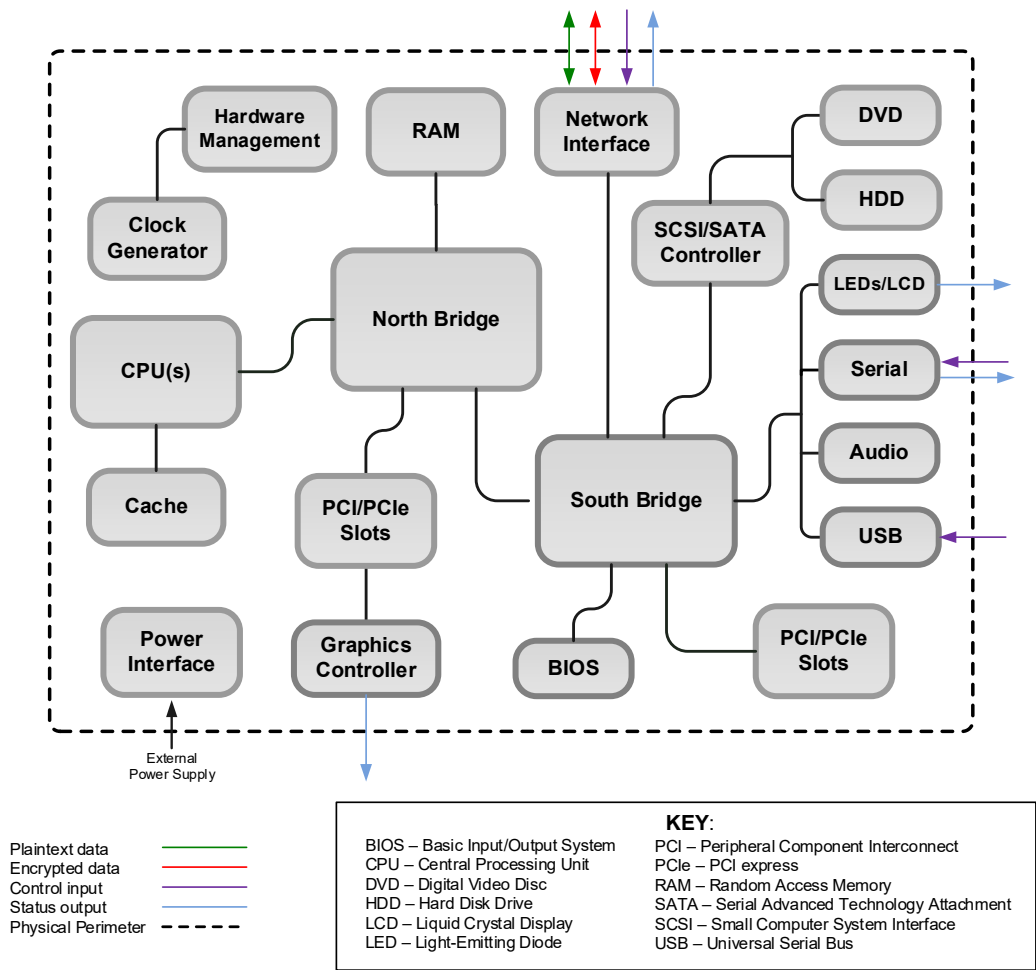 Hardware
Management
RAM
Network
Interface
DVD
HDD
Clock
Generator
SCSI/SATA
Controller
LEDs/LCD
North Bridge
CPU(s)
Serial
Audio
Cache
PCI/PCIe
Slots
South Bridge
USB
Power
Interface
Graphics
Controller
BIOS
PCI/PCIe
Slots
External
Power Supply
Plaintext data
Encrypted data
Control input
Status output
Physical Perimeter
KEY:
BIOS – Basic Input/Output System
CPU – Central Processing Unit
DVD – Digital Video Disc
HDD – Hard Disk Drive
LCD – Liquid Crystal Display
LED – Light-Emitting Diode
PCI – Peripheral Component Interconnect
PCIe – PCI express
RAM – Random Access Memory
SATA – Serial Advanced Technology Attachment
SCSI – Small Computer System Interface
USB – Universal Serial Bus